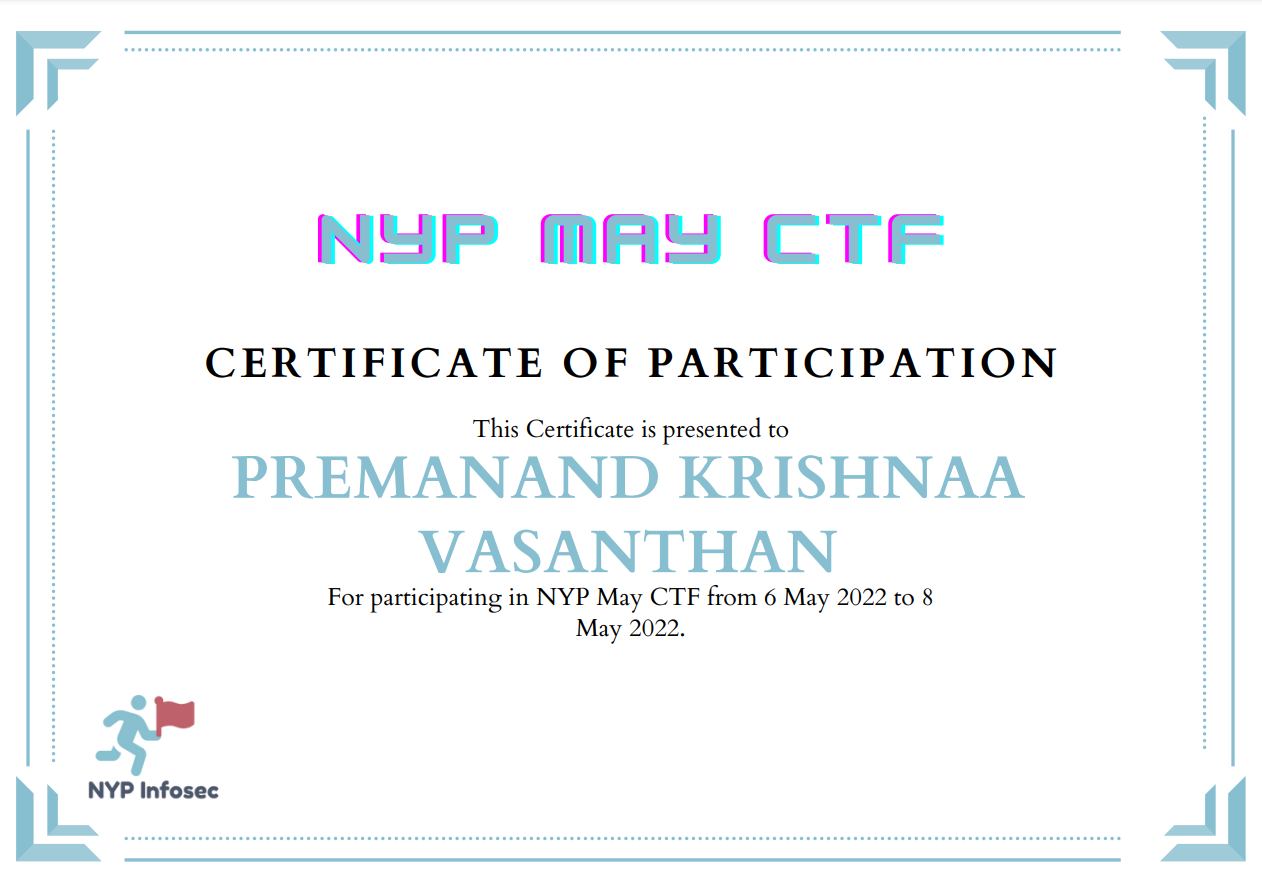 NYP MAY CTF
CERTIFICATE OF PARTICIPATION
This Certificate is presented to
PREMANAND KRISHNAA
VASANTHAN
For participating in NYP May CTF from 6 May 2022 to 8
May 2022.
NYP Infosec